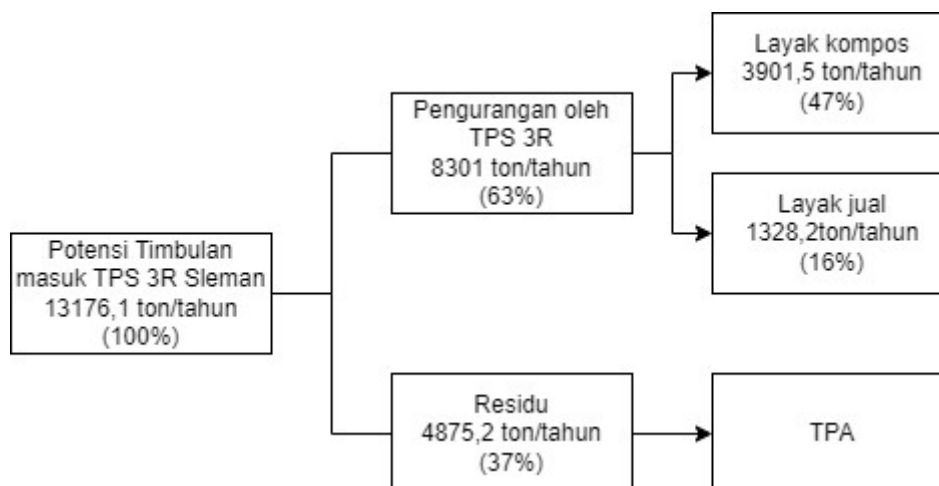 Potensi Timbulan
masuk TPS 3R Sleman
13176,1 ton/tahun
(100%)
Pengurangan oleh
TPS 3R
8301 ton/tahun
(63%)
Layak kompos
3901,5 ton/tahun
(47%)
Layak jual
1328,2ton/tahun
(16%)
Residu
4875,2 ton/tahun
(37%)
TPA